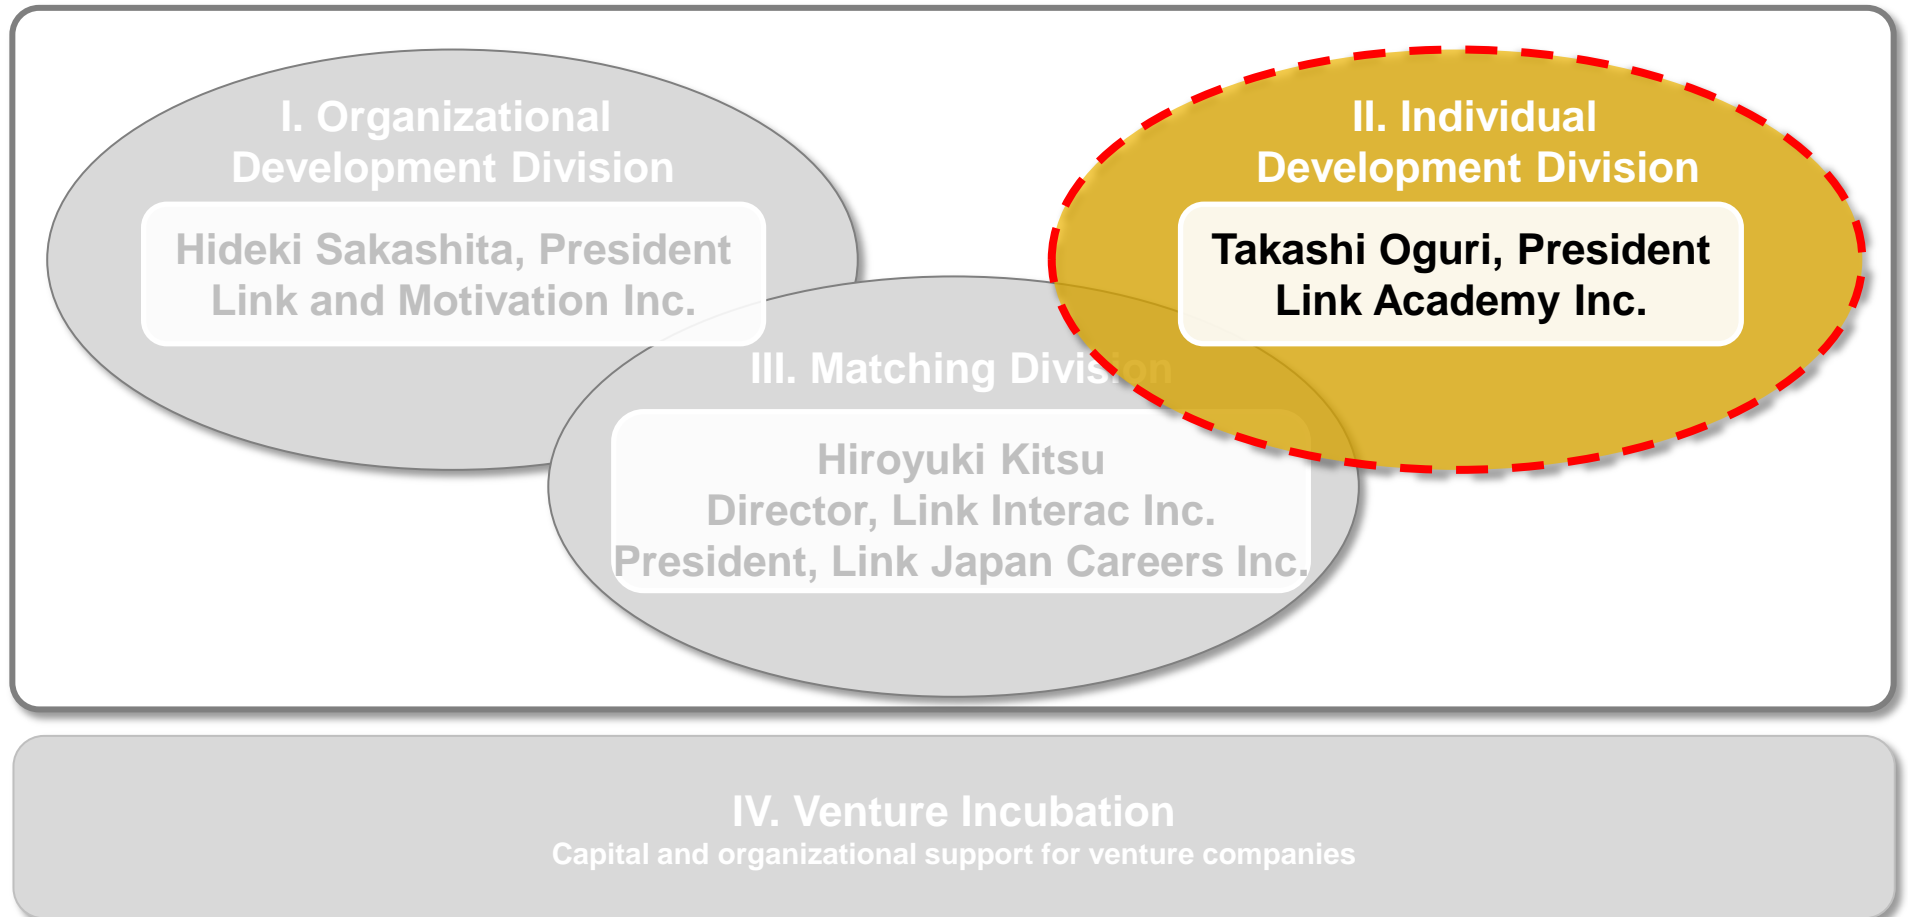 I. Organizational
Development Division
Hideki Sakashita, President
Link and Motivation Inc.
II. Individual
Development Division
Takashi Oguri, President
Link Academy Inc.
III. Matching Division
Hiroyuki Kitsu
Director, Link Interac Inc.
President, Link Japan Careers Inc.
IV. Venture Incubation
Capital and organizational support for venture companies